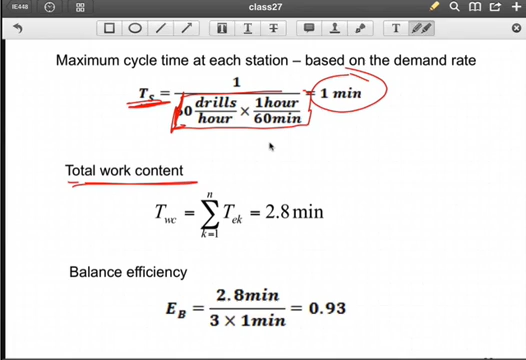 IE448
class27
T T T T
Maximum cycle time at each station – based on the demand rate
T_s = 1 / (60 drills/hour × 1hour/60min) = 1 min
Total work content
T_wc = ∑_{k=1}^{n} T_ek = 2.8 min
Balance efficiency
E_B = 2.8min / (3 × 1min) = 0.93